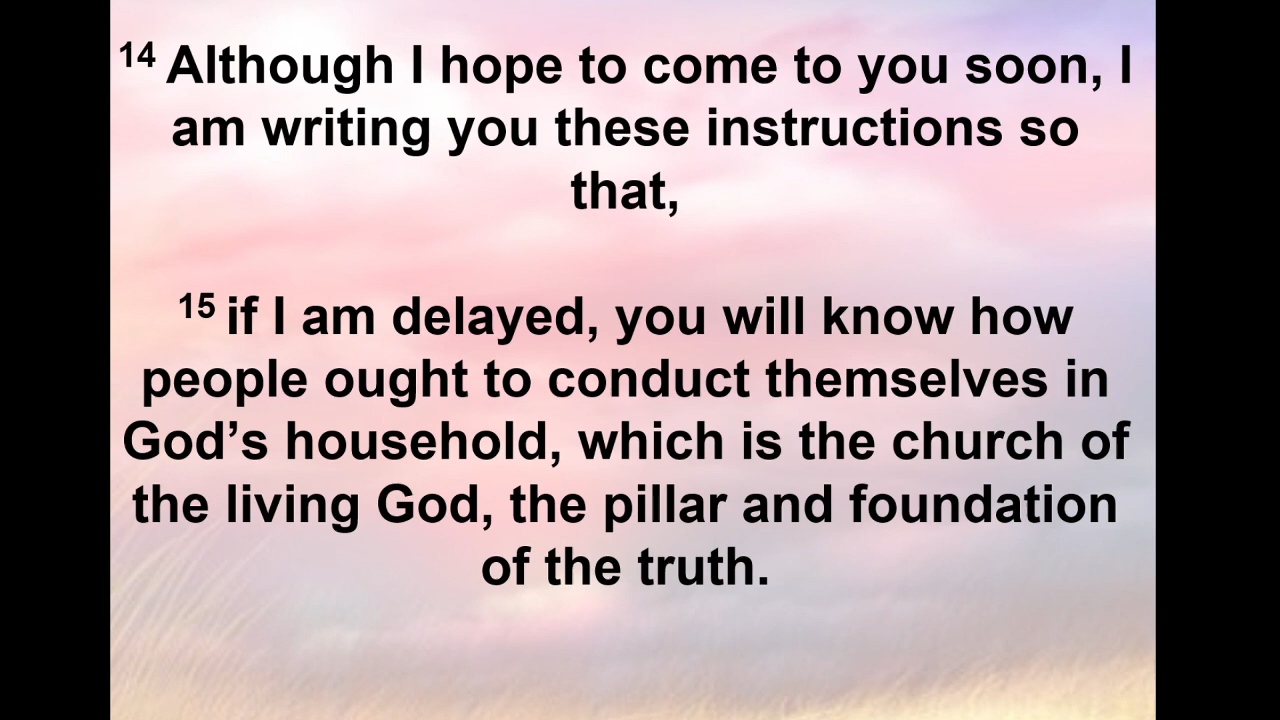 14 Although I hope to come to you soon, I
am writing you these instructions so
that,
15 if I am delayed, you will know how
people ought to conduct themselves in
God’s household, which is the church of
the living God, the pillar and foundation
of the truth.